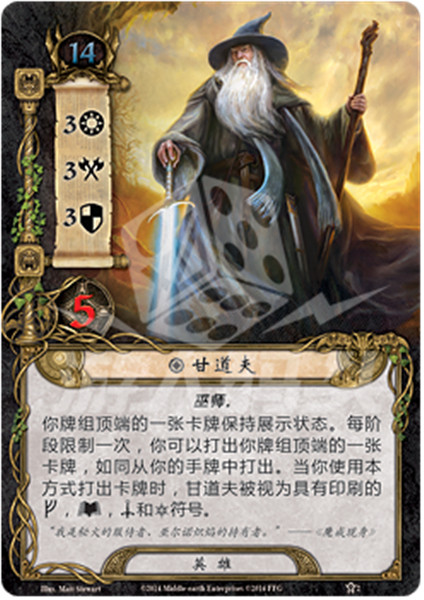 14
3
3
3
5
甘道夫
巫师。
你牌组顶端的一张卡牌保持展示状态。每阶
段限制一次，你可以打出你牌组顶端的一张
卡牌，如同从你的手牌中打出。当你使用本
方式打出卡牌时，甘道夫被视为具有印刷的
，，和符号。
“我是秘火的服侍者、亚尔诺炽焰的持有者。” ——《魔戒现身》
英雄
Illus. Matt Stewart ©2014 Middle-earth Enterprises ©2014 FFG